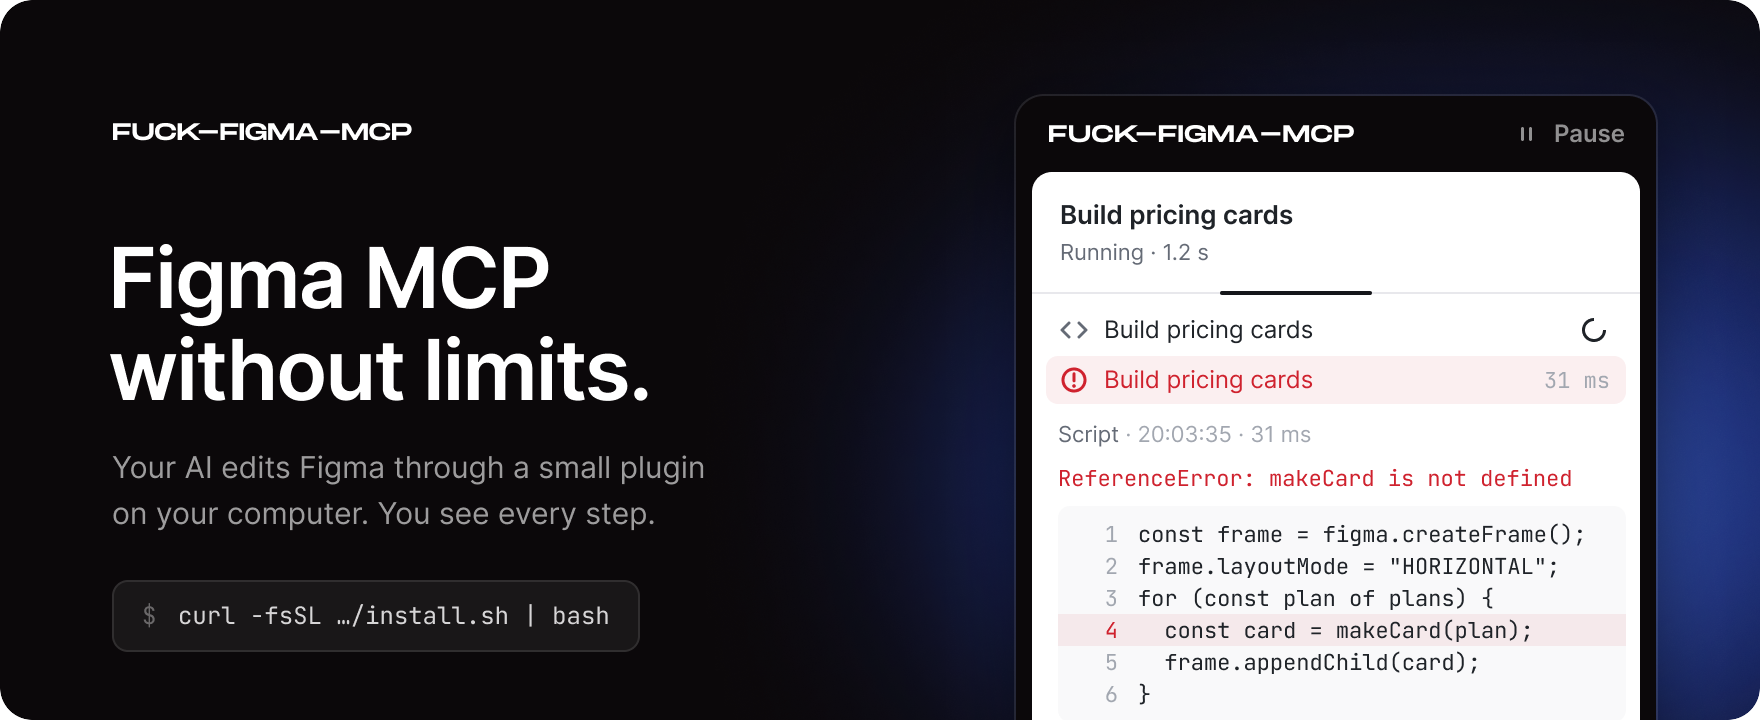 FUCK—FIGMA—MCP
Figma MCP
without limits.
Your AI edits Figma through a small plugin
on your computer. You see every step.
$ curl -fsSL …/install.sh | bash
FUCK—FIGMA—MCP
Pause
Build pricing cards
Running · 1.2 s
Build pricing cards
Build pricing cards 31 ms
Script · 20:03:35 · 31 ms
ReferenceError: makeCard is not defined
1 const frame = figma.createFrame();
2 frame.layoutMode = "HORIZONTAL";
3 for (const plan of plans) {
4   const card = makeCard(plan);
5   frame.appendChild(card);
6 }